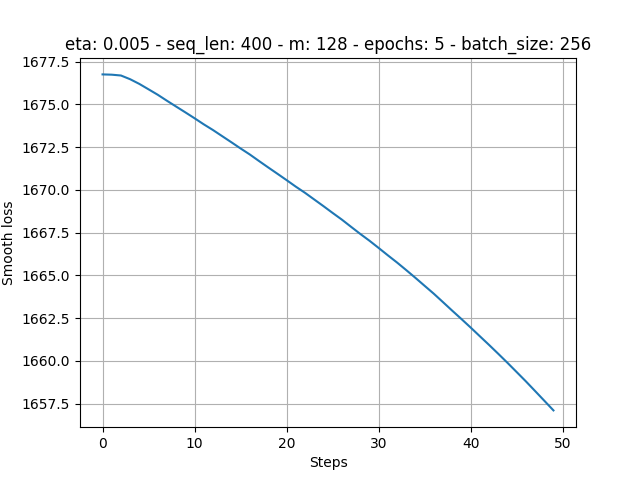 eta: 0.005 - seq_len: 400 - m: 128 - epochs: 5 - batch_size: 256
1677.5
1675.0
1672.5
1670.0
1667.5
1665.0
1662.5
1660.0
1657.5
Smooth loss
0 10 20 30 40 50
Steps